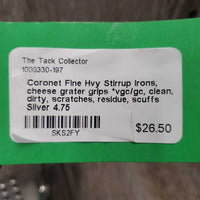 The Tack Collector
1000330-197
Coronet Fine Hvy Stirrup Irons,
cheese grater grips *vgc/gc, clean,
dirty, scratches, residue, scuffs
Silver 4.75
SKS2FY
$26.50